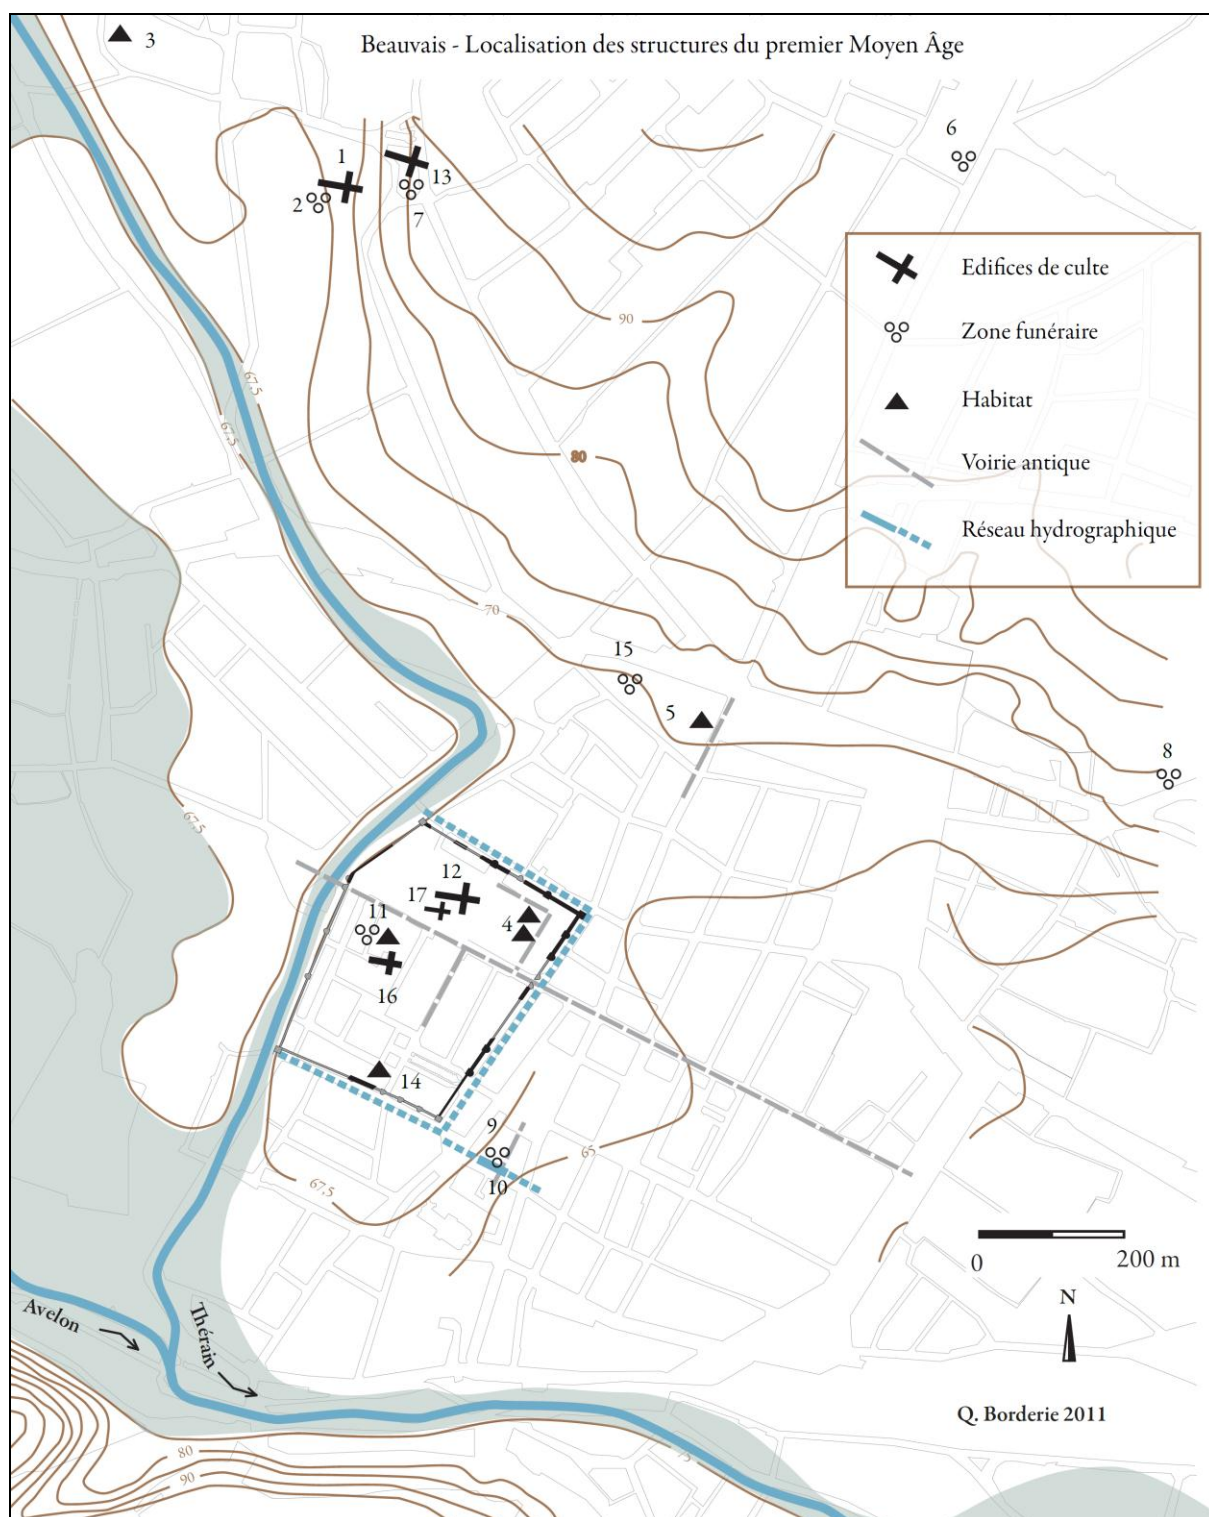 Beauvais - Localisation des structures du premier Moyen Âge
3
6
1
13
2
7
Edifices de culte
90
Zone funéraire
67,5
Habitat
67,5
80
Voirie antique
Réseau hydrographique
70
15
5
8
67,5
12
17
4
11
16
14
9
65
10
67,5
0
200 m
N
Avelon
Thérain
Q. Borderie 2011
80
90
75